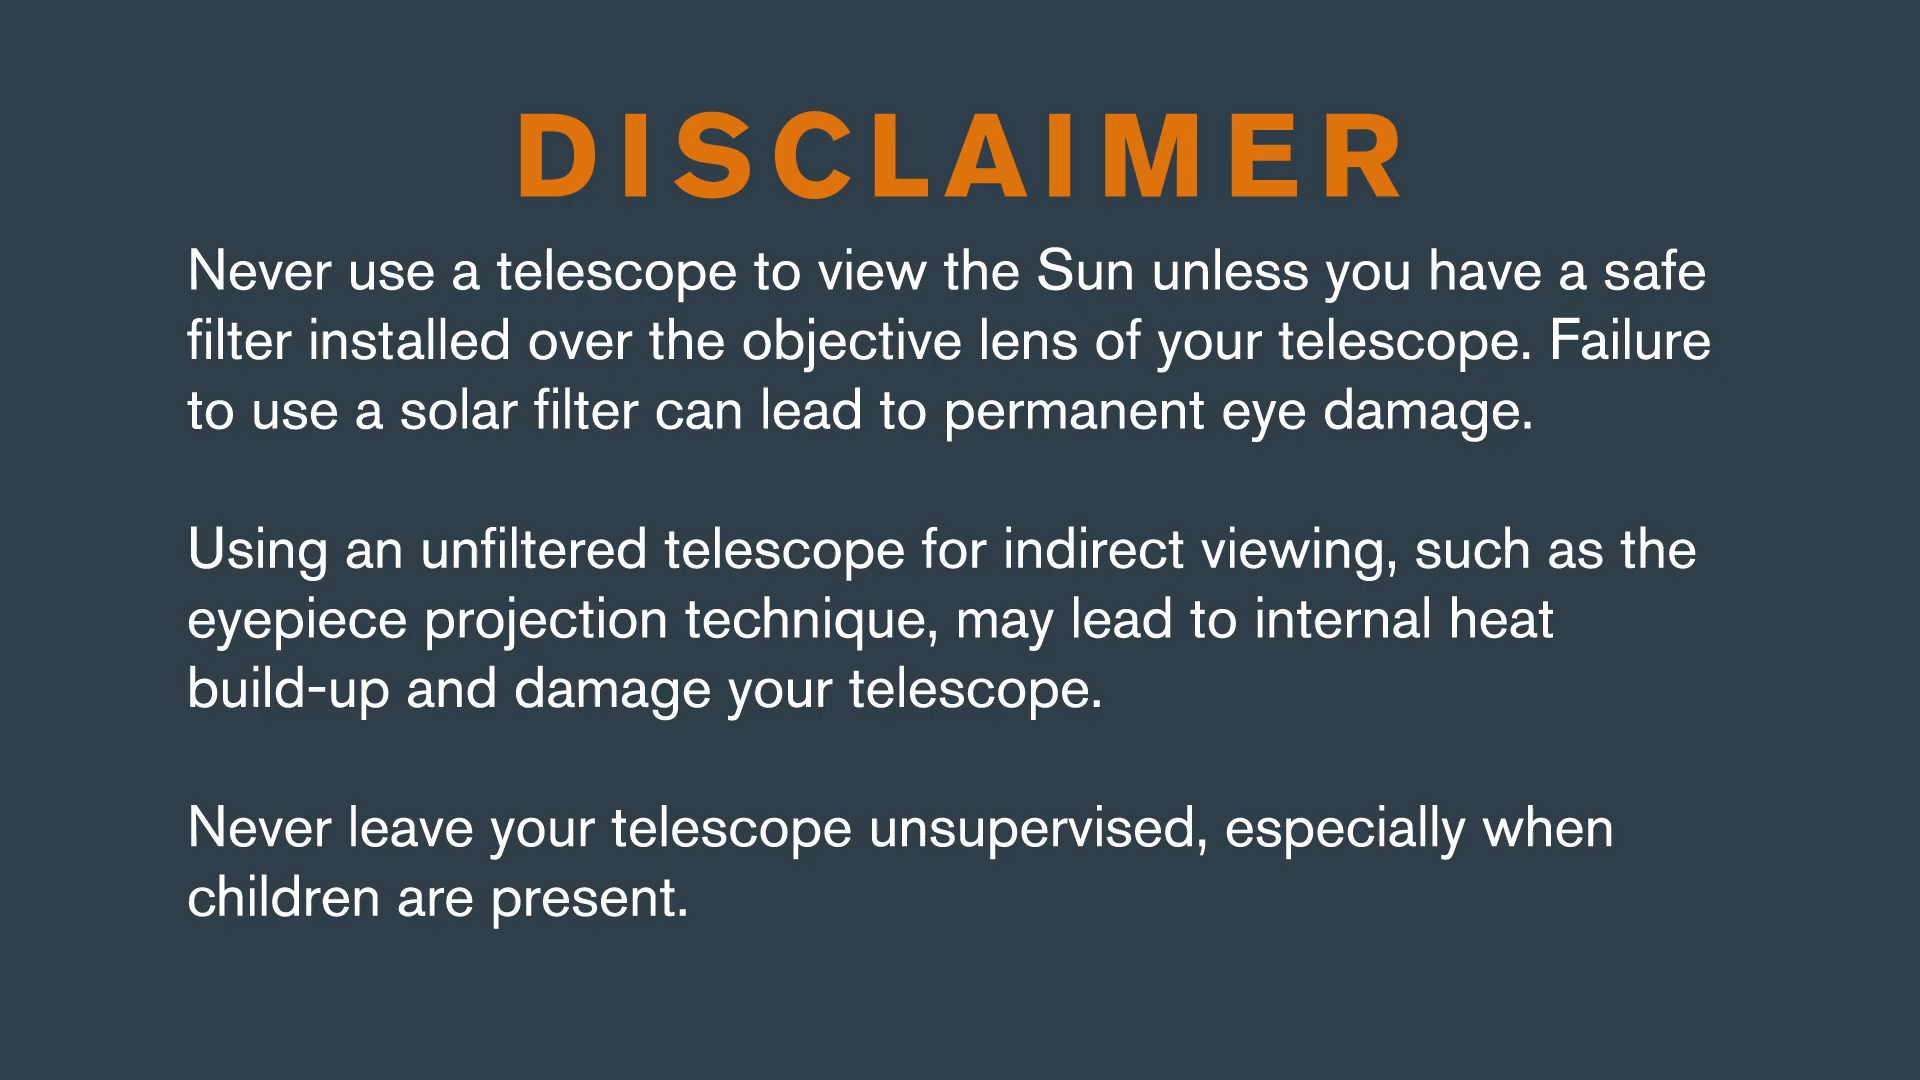 DISCLAIMER
Never use a telescope to view the Sun unless you have a safe
filter installed over the objective lens of your telescope. Failure
to use a solar filter can lead to permanent eye damage.
Using an unfiltered telescope for indirect viewing, such as the
eyepiece projection technique, may lead to internal heat
build-up and damage your telescope.
Never leave your telescope unsupervised, especially when
children are present.